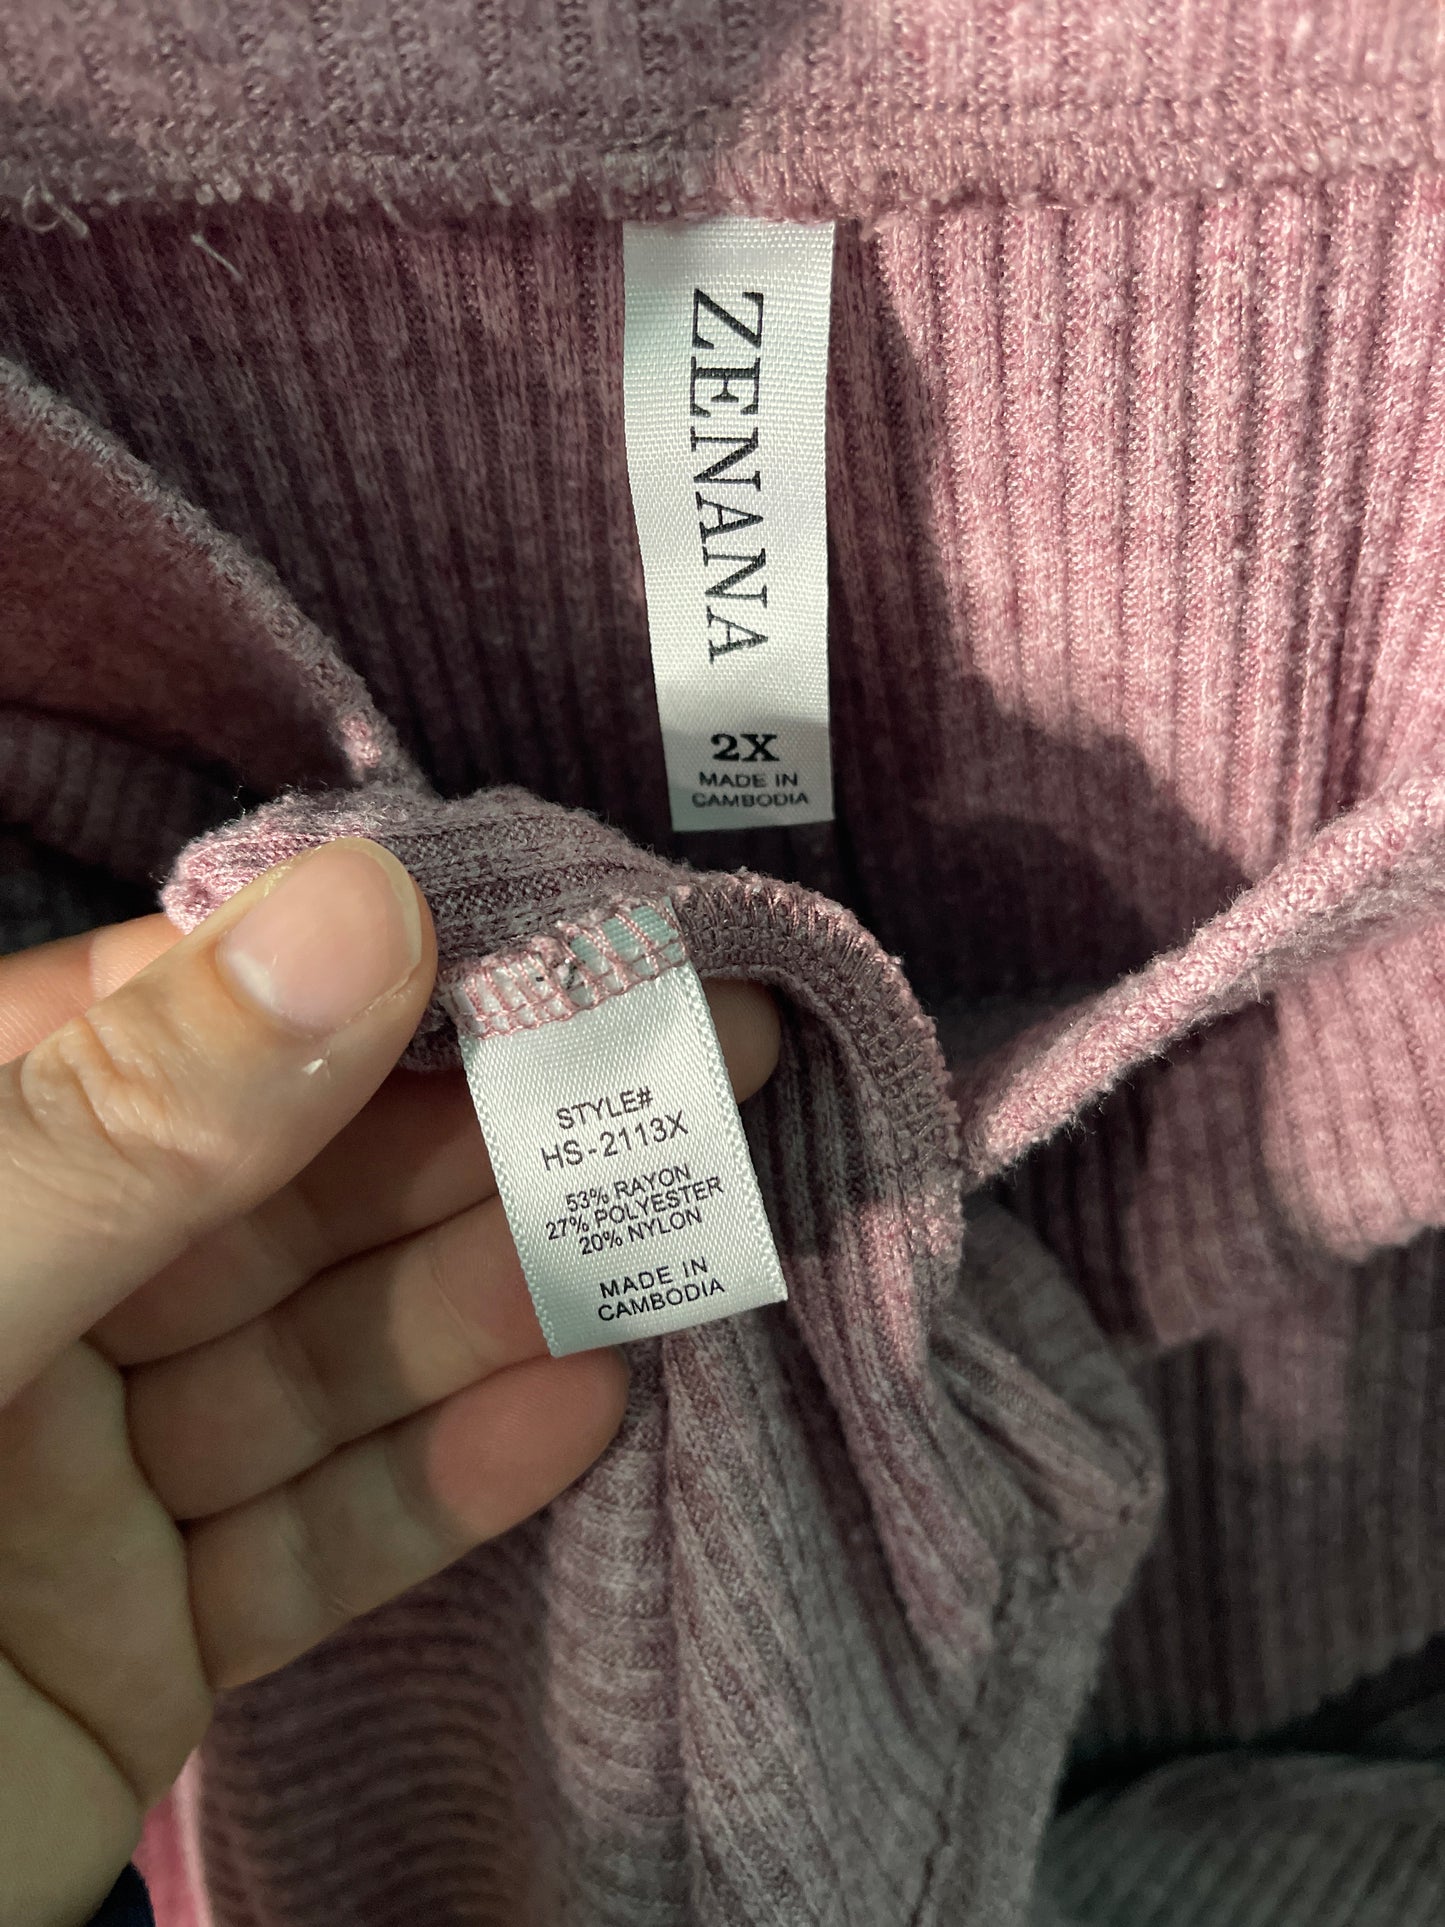 ZENANA
2X
MADE IN
CAMBODIA
STYLE#
HS-2113X
53% RAYON
27% POLYESTER
20% NYLON
MADE IN
CAMBODIA